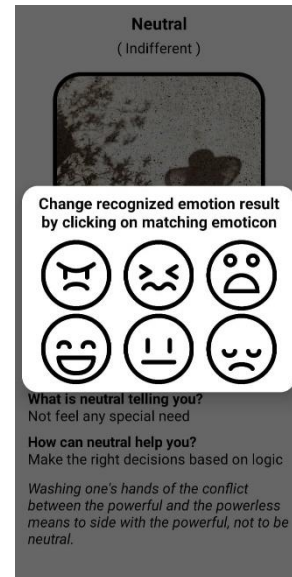 Neutral
( Indifferent )
Change recognized emotion result
by clicking on matching emoticon
What is neutral telling you?
Not feel any special need
How can neutral help you?
Make the right decisions based on logic
Washing one's hands of the conflict
between the powerful and the powerless
means to side with the powerful, not to be
neutral.